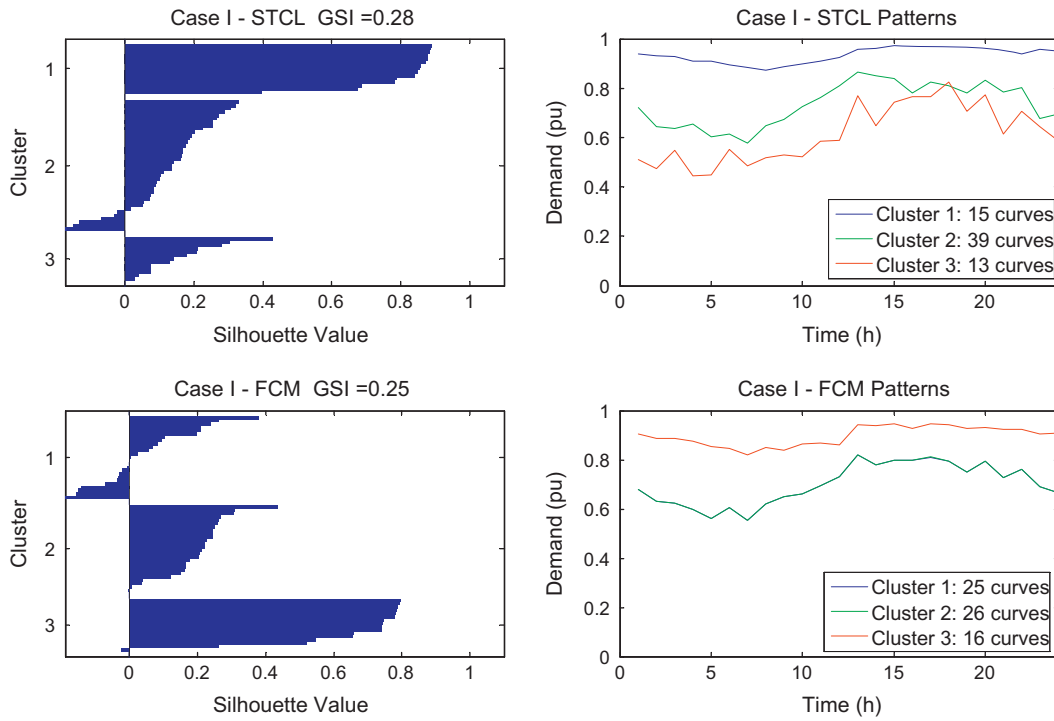 Case I - STCL GSI =0.28
1
2
3
Cluster
0
0.2
0.4
0.6
0.8
1
Silhouette Value
Case I - STCL Patterns
1
0.8
0.6
0.4
0.2
0
Demand (pu)
Cluster 1: 15 curves
Cluster 2: 39 curves
Cluster 3: 13 curves
0
5
10
15
20
Time (h)
Case I - FCM GSI =0.25
1
2
3
Cluster
0
0.2
0.4
0.6
0.8
1
Silhouette Value
Case I - FCM Patterns
1
0.8
0.6
0.4
0.2
0
Demand (pu)
Cluster 1: 25 curves
Cluster 2: 26 curves
Cluster 3: 16 curves
0
5
10
15
20
Time (h)